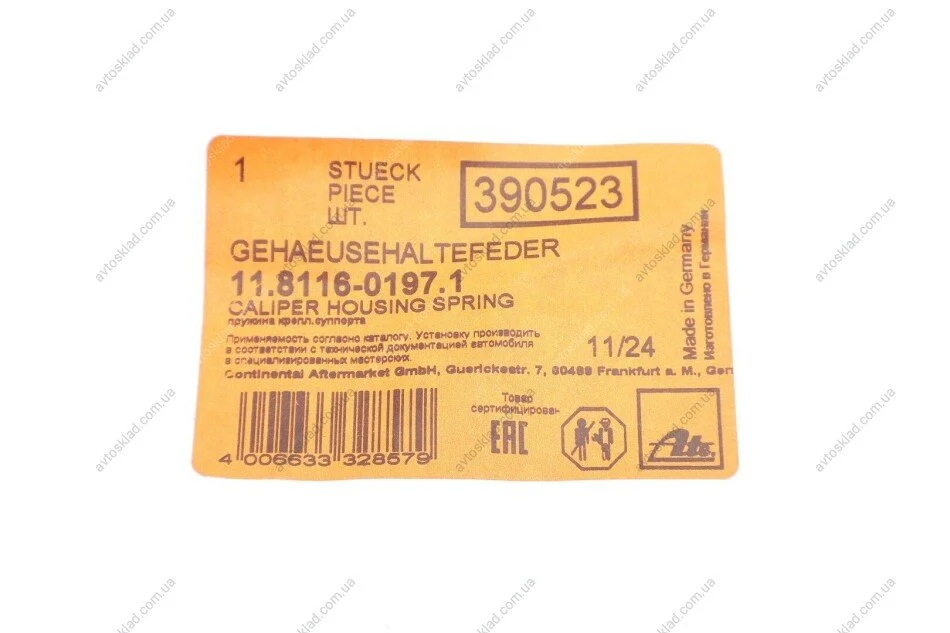 1
STUECK
PIECE
ШТ.
390523
GEHAEUSEHALTEFEDER
11.8116-0197.1
CALIPER HOUSING SPRING
пружина крепл.суппорта
Применяемость согласно каталогу. Установку производить
в соответствии с технической документацией автомобиля
в специализированных мастерских.
11/24
Continental Aftermarket GmbH, Guerickestr. 7, 60488 Frankfurt a. M., Ger
Made in Germany
Изготовлено в Германии
4 006633 328579
Товар
сертифицирован
EAC
Ate
avtosklad.com.ua